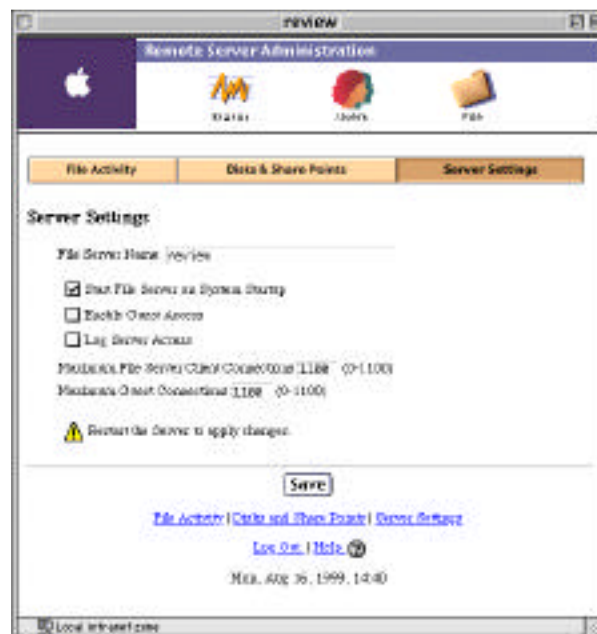 review
Remote Server Administration
Status Users File
File Activity Disks & Share Points Server Settings
Server Settings
File Server Name review
Start File Server on System Startup
Enable Guest Access
Log Server Access
Maximum File Server Client Connections 1100 (0-1100)
Maximum Guest Connections 1100 (0-1100)
Restart the Server to apply changes.
Save
File Activity | Disks and Share Points | Server Settings
Log Out | Help ?
Mon, Aug 16, 1999, 14:40
Local intranet zone